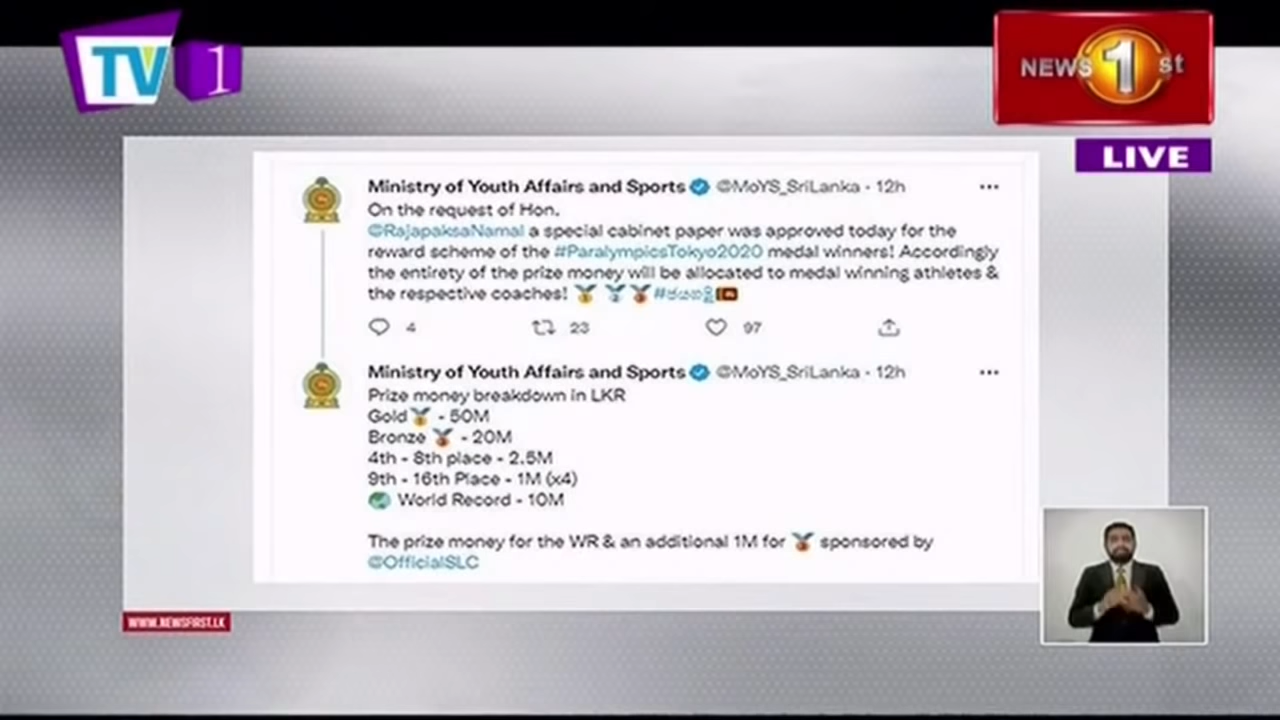 TV 1
NEWS 1st
LIVE
Ministry of Youth Affairs and Sports @MoYS_SriLanka · 12h
On the request of Hon.
@RajapaksaNamal a special cabinet paper was approved today for the
reward scheme of the #ParalympicsTokyo2020 medal winners! Accordingly
the entirety of the prize money will be allocated to medal winning athletes &
the respective coaches! 🥇 🥈 🥉 #ජයගමු 🇱🇰
4 23 97
Ministry of Youth Affairs and Sports @MoYS_SriLanka · 12h
Prize money breakdown in LKR
Gold 🥇 - 50M
Bronze 🥉 - 20M
4th - 8th place - 2.5M
9th - 16th Place - 1M (x4)
🌏 World Record - 10M
The prize money for the WR & an additional 1M for 🥉 sponsored by
@OfficialSLC
WWW.NEWSFIRST.LK